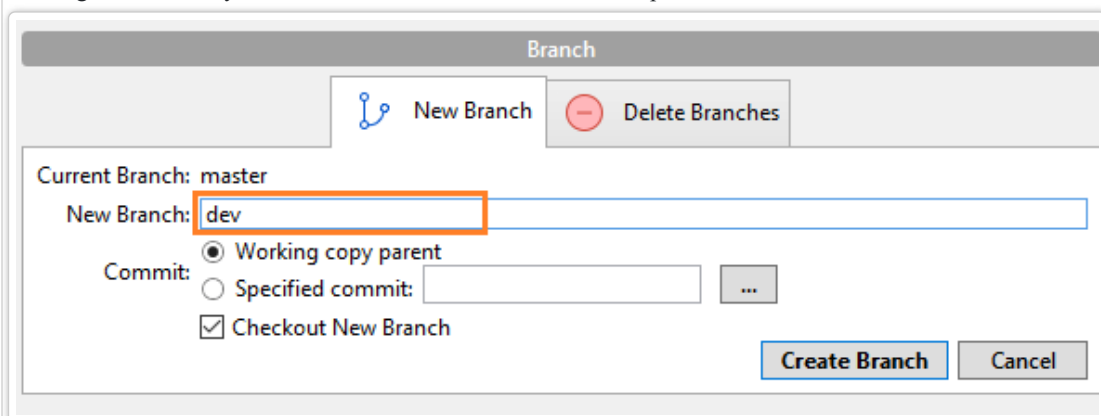 Branch
New Branch
Delete Branches
Current Branch: master
New Branch: dev
Working copy parent
Commit:
Specified commit: ...
Checkout New Branch
Create Branch Cancel